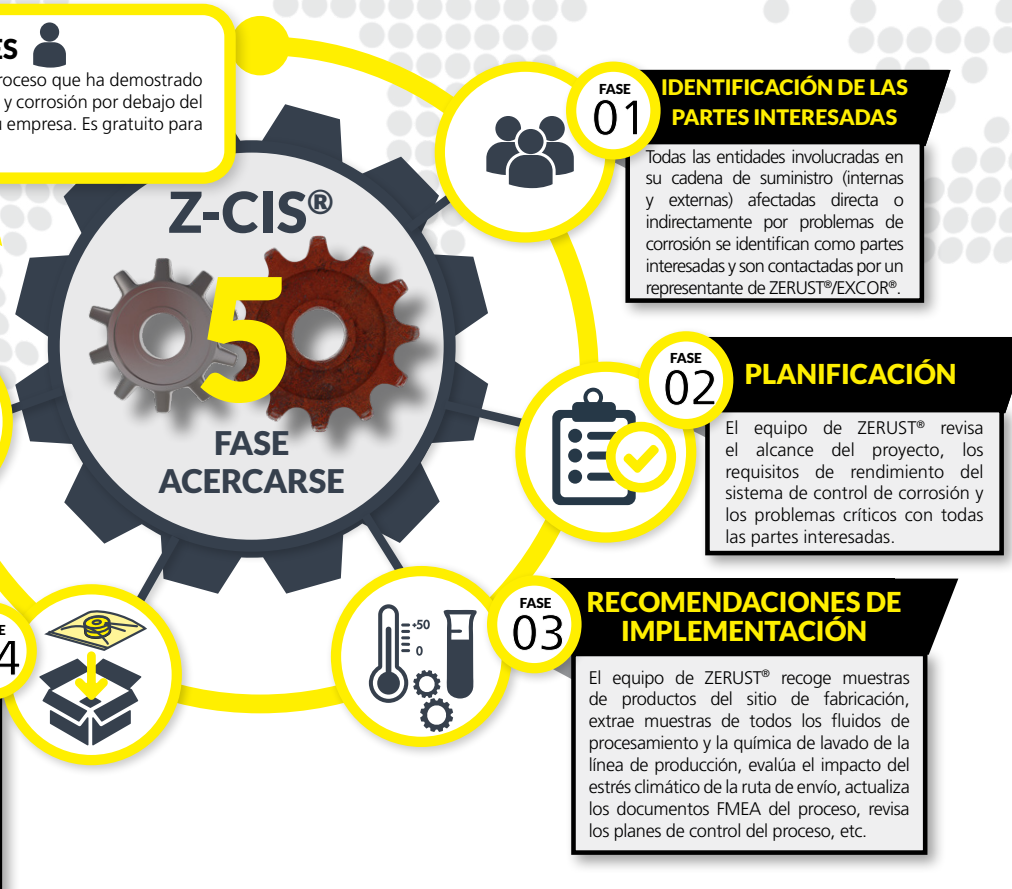 y corrosión por debajo del
empresa. Es gratuito para
Z-CIS®
5
FASE
ACERCARSE
FASE
01
IDENTIFICACIÓN DE LAS
PARTES INTERESADAS
Todas las entidades involucradas en
su cadena de suministro (internas
y externas) afectadas directa o
indirectamente por problemas de
corrosión se identifican como partes
interesadas y son contactadas por un
representante de ZERUST®/EXCOR®.
FASE
02
PLANIFICACIÓN
El equipo de ZERUST® revisa
el alcance del proyecto, los
requisitos de rendimiento del
sistema de control de corrosión y
los problemas críticos con todas
las partes interesadas.
FASE
03
RECOMENDACIONES DE
IMPLEMENTACIÓN
El equipo de ZERUST® recoge muestras
de productos del sitio de fabricación,
extrae muestras de todos los fluidos de
procesamiento y la química de lavado de la
línea de producción, evalúa el impacto del
estrés climático de la ruta de envío, actualiza
los documentos FMEA del proceso, revisa
los planes de control del proceso, etc.
+50
0
4